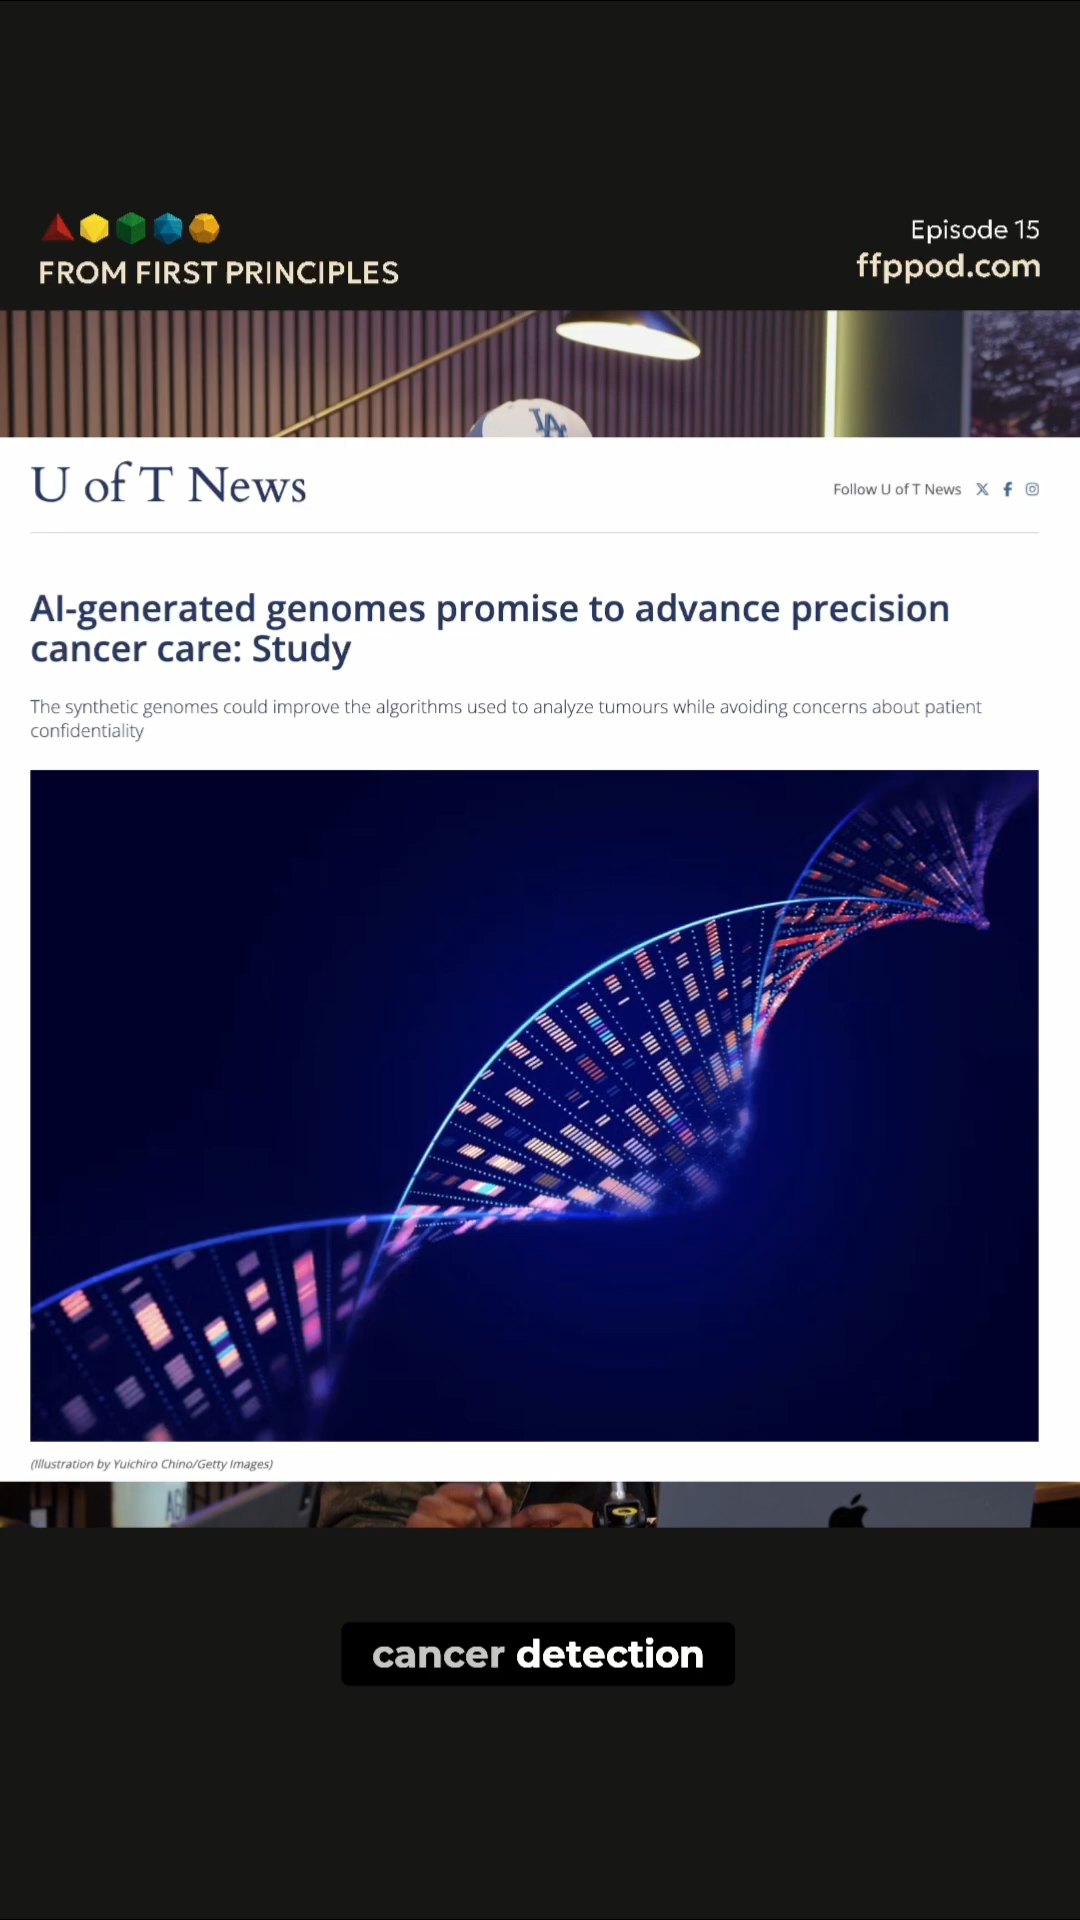 FROM FIRST PRINCIPLES
Episode 15
ffppod.com
LA
U of T News
Follow U of T News
AI-generated genomes promise to advance precision
cancer care: Study
The synthetic genomes could improve the algorithms used to analyze tumours while avoiding concerns about patient
confidentiality
(Illustration by Yuichiro Chino/Getty Images)
cancer detection